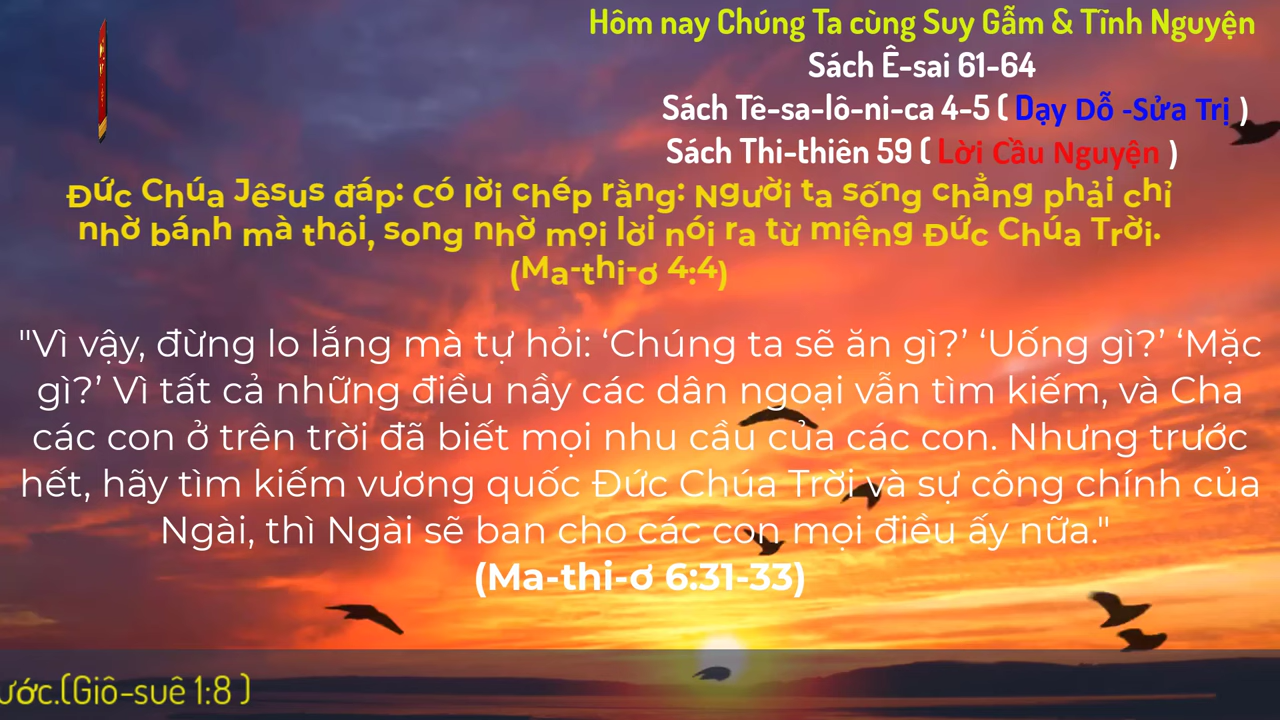 Hôm nay Chúng Ta cùng Suy Gẫm & Tĩnh Nguyện
Sách Ê-sai 61-64
Sách Tê-sa-lô-ni-ca 4-5 ( Dạy Dỗ -Sửa Trị )
Sách Thi-thiên 59 ( Lời Cầu Nguyện )
Đức Chúa Jêsus đáp: Có lời chép rằng: Người ta sống chẳng phải chỉ
nhờ bánh mà thôi, song nhờ mọi lời nói ra từ miệng Đức Chúa Trời.
(Ma-thi-ơ 4:4)
"Vì vậy, đừng lo lắng mà tự hỏi: ‘Chúng ta sẽ ăn gì?’ ‘Uống gì?’ ‘Mặc
gì?’ Vì tất cả những điều nầy các dân ngoại vẫn tìm kiếm, và Cha
các con ở trên trời đã biết mọi nhu cầu của các con. Nhưng trước
hết, hãy tìm kiếm vương quốc Đức Chúa Trời và sự công chính của
Ngài, thì Ngài sẽ ban cho các con mọi điều ấy nữa."
(Ma-thi-ơ 6:31-33)
ước.(Giô-suê 1:8 )